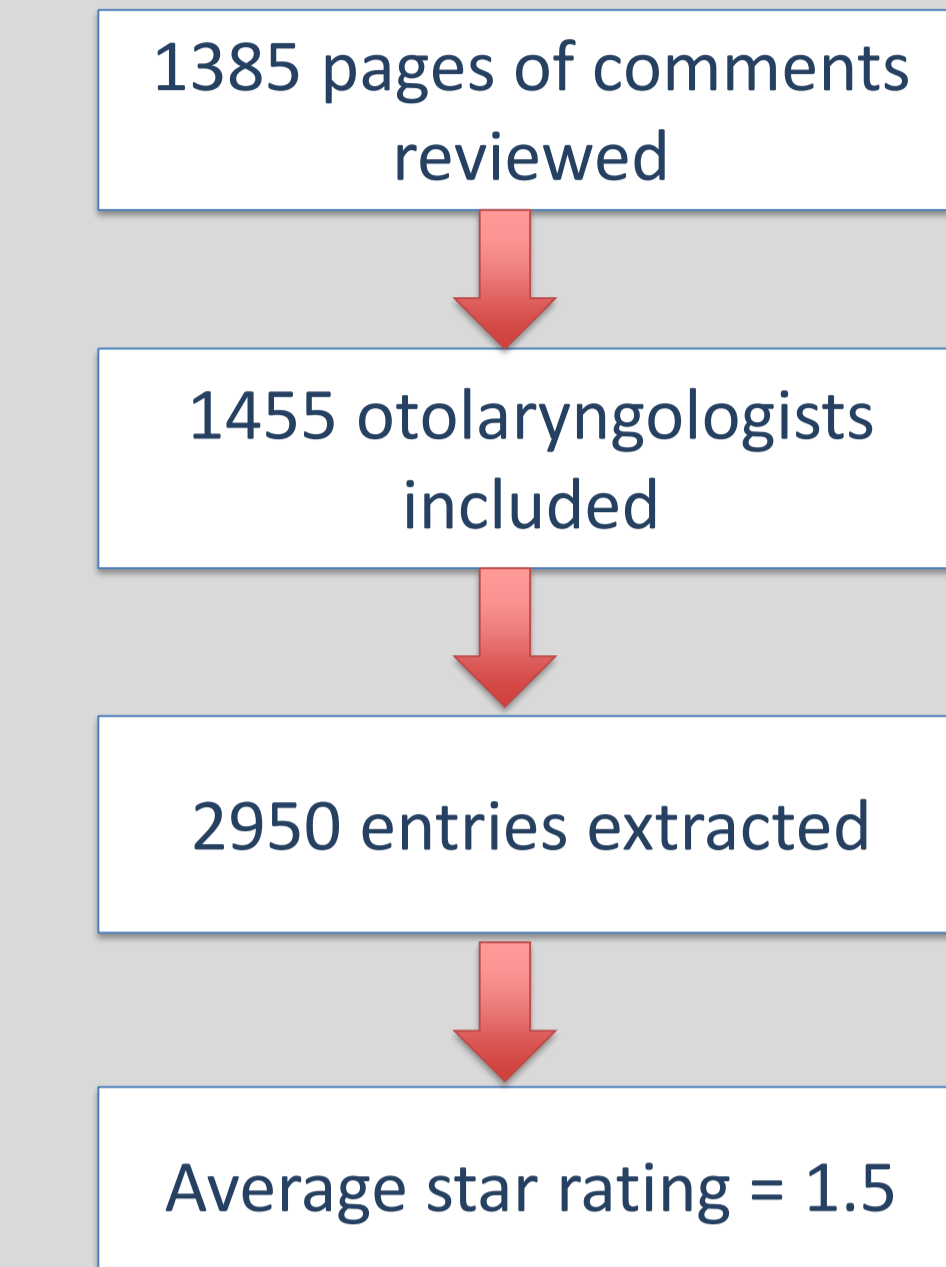 1385 pages of comments
reviewed
1455 otolaryngologists
included
2950 entries extracted
Average star rating = 1.5